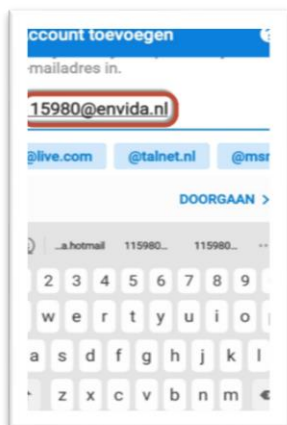 ccount toevoegen
-mailadres in.
15980@envida.nl
@live.com @talnet.nl @msn
DOORGAAN >
..a.hotmail 115980... 115980... ..
2 3 4 5 6 7 8 9
w e r t y u i o
a s d f g h j k l
z x c v b n m